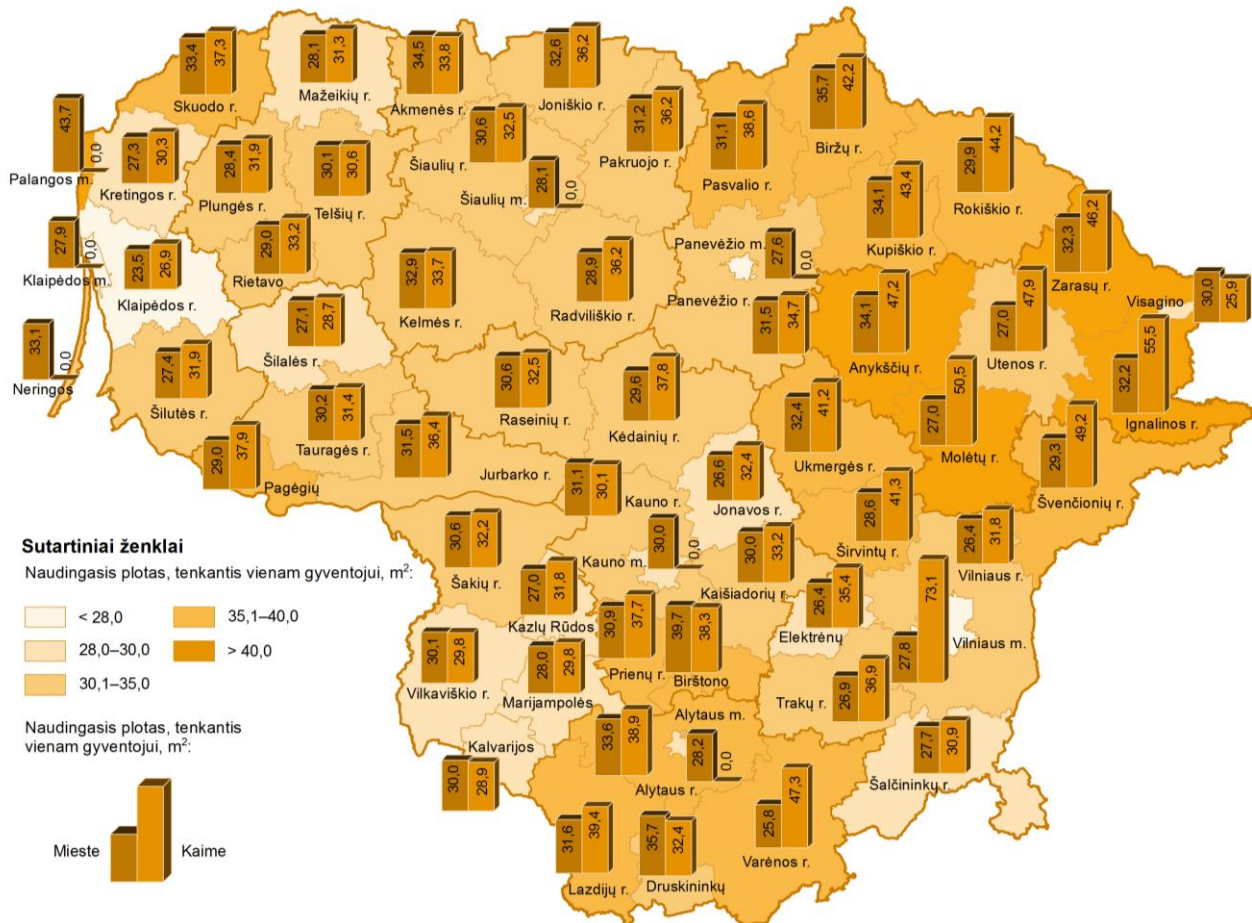 33,4 37,3
Skuodo r.
28,1 31,3
Mažeikių r.
34,5 33,8
Akmenės r.
32,6 36,2
Joniškio r.
31,2 36,2
Pakruojo r.
30,6 32,5
Šiaulių r.
28,1 0,0
Šiaulių m.
31,1 38,6
Pasvalio r.
35,7 42,2
Biržų r.
29,9 44,2
Rokiškio r.
34,1 43,4
Kupiškio r.
43,7 0,0
Palangos m.
27,3 30,3
Kretingos r.
28,4 31,9
Plungės r.
30,1 30,6
Telšių r.
27,9 0,0
Klaipėdos m.
23,5 26,9
Klaipėdos r.
29,0 33,2
Rietavo
32,9 33,7
Kelmės r.
28,9 36,2
Radviliškio r.
Panevėžio m.
27,6 0,0
Panevėžio r.
31,5 34,7
32,3 46,2
Zarasų r.
Visagino
30,0 25,9
34,1 47,2
Anykščių r.
27,0 47,9
Utenos r.
32,2 55,5
Ignalinos r.
33,1 0,0
Neringos
27,4 31,9
Šilutės r.
27,1 28,7
Šilalės r.
30,2 31,4
Tauragės r.
30,6 32,5
Raseinių r.
29,6 37,8
Kėdainių r.
32,4 41,2
Ukmergės r.
27,0 50,5
Molėtų r.
29,3 49,2
Švenčionių r.
29,0 37,9
Pagėgių
31,5 36,4
Jurbarko r.
31,1 30,1
Kauno r.
26,6 32,4
Jonavos r.
28,6 41,3
Širvintų r.
26,4 31,8
Vilniaus r.
30,6 32,2
Šakių r.
30,0 0,0
Kauno m.
30,0 33,2
Kaišiadorių r.
27,0 31,8
Kazlų Rūdos
30,9 37,7
Prienų r.
39,7 38,3
Birštono
26,4 35,4
Elektrėnų
27,8 73,1
Vilniaus m.
30,1 29,8
Vilkaviškio r.
28,0 29,8
Marijampolės
26,9 36,9
Trakų r.
27,7 30,9
Šalčininkų r.
Kalvarijos
30,0 28,9
33,6 38,9
Alytaus r.
Alytaus m.
28,2 0,0
31,6 39,4
Lazdijų r.
35,7 32,4
Druskininkų
25,8 47,3
Varėnos r.
Sutartiniai ženklai
Naudingasis plotas, tenkantis vienam gyventojui, m²:
< 28,0
28,0–30,0
30,1–35,0
35,1–40,0
> 40,0
Naudingasis plotas, tenkantis
vienam gyventojui, m²:
Mieste
Kaime